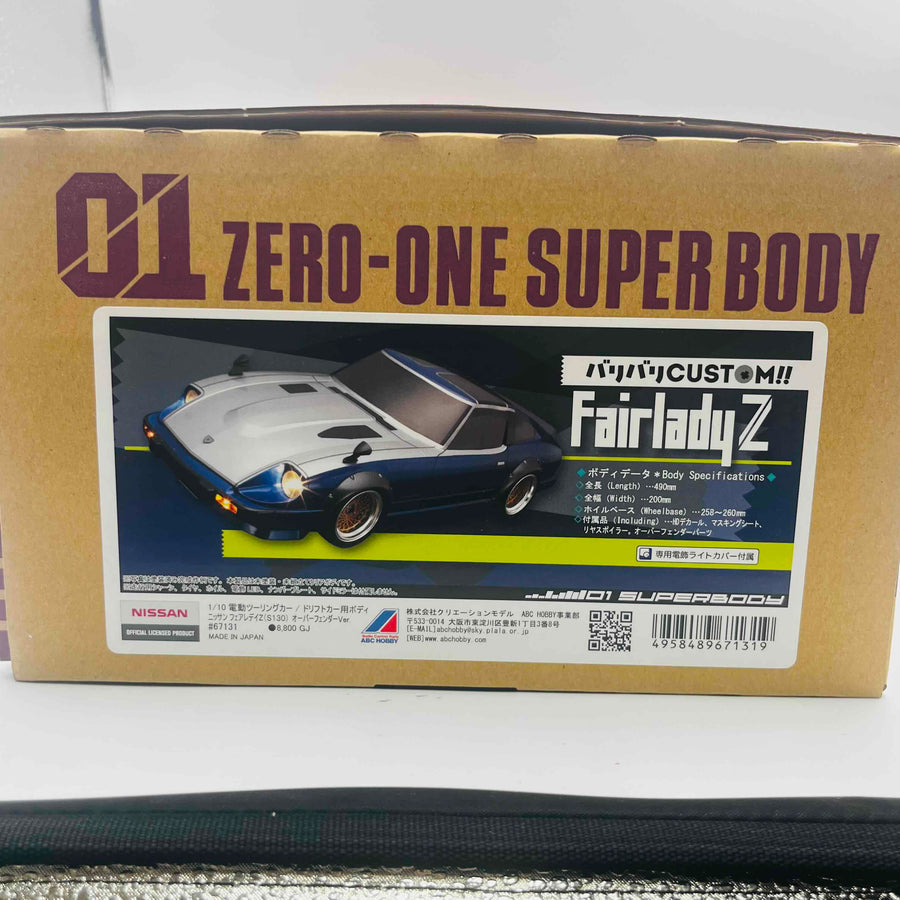 01 ZERO-ONE SUPER BODY
バリバリCUSTOM!!
Fairlady Z
◆ボディデータ＊Body Specifications◆
◇全長 (Length) …490mm
◇全幅 (Width) …200mm
◇ホイルベース (Wheelbase) …258～260mm
◇付属品 (Including) …HDデカール、マスキングシート、
リヤスポイラー。オーバーフェンダーパーツ
専用電飾ライトカバー付属
01 SUPERBODY
NISSAN
OFFICIAL LICENSED PRODUCT
1/10 電動ツーリングカー / ドリフトカー用ボディ
ニッサン フェアレディZ(S130) オーバーフェンダーVer
#67131 ●8,800 GJ
MADE IN JAPAN
ABC HOBBY
株式会社クリエーションモデル ABC HOBBY事業部
〒533-0014 大阪市東淀川区豊新1丁目3番8号
[E-MAIL]abchobby@sky.plala.or.jp
[WEB]www.abchobby.com
4958489671319